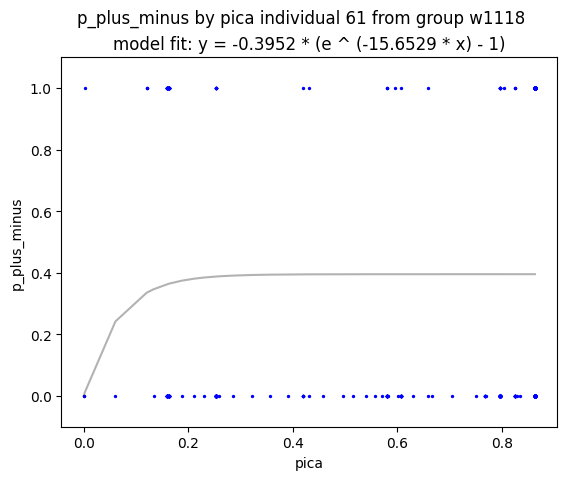 p_plus_minus by pica individual 61 from group w1118
model fit: y = -0.3952 * (e ^ (-15.6529 * x) - 1)
1.0
0.8
0.6
0.4
0.2
0.0
p_plus_minus
0.0 0.2 0.4 0.6 0.8
pica